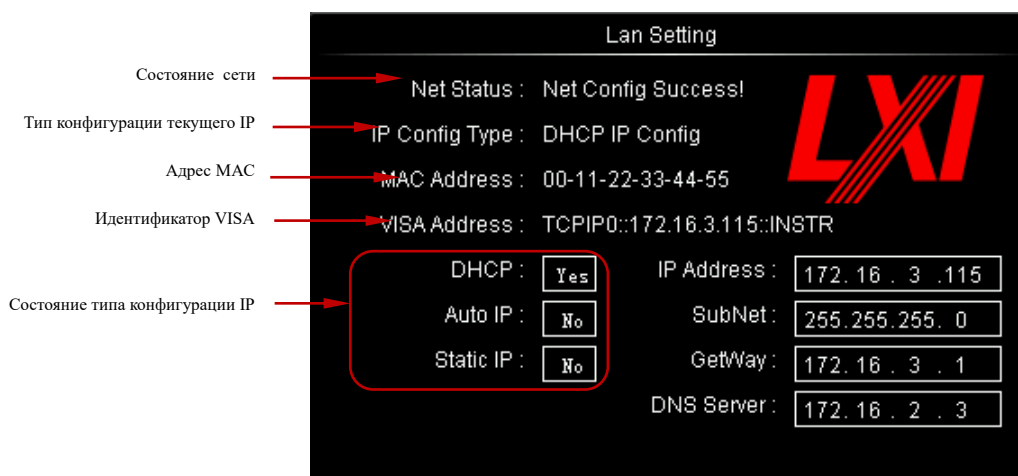 Lan Setting
Состояние сети
Net Status : Net Config Success!
LXI
Тип конфигурации текущего IP
IP Config Type : DHCP IP Config
Адрес MAC
MAC Address : 00-11-22-33-44-55
Идентификатор VISA
VISA Address : TCPIP0::172.16.3.115::INSTR
DHCP : Yes IP Address : 172.16.3.115
Состояние типа конфигурации IP
Auto IP : No SubNet : 255.255.255.0
Static IP : No GetWay : 172.16.3.1
DNS Server : 172.16.2.3